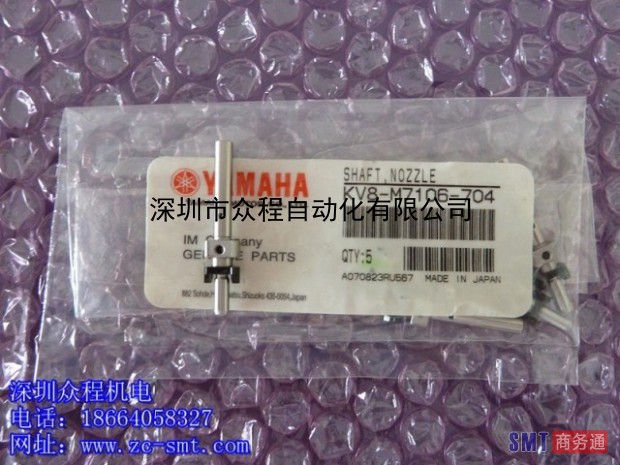 SHAFT,NOZZLE
YAMAHA
KV8-M7106-704
深圳市众程自动化有限公司
IM Company
PARTS
QTY:5
A070823RU567 MADE IN JAPAN
深圳众程机电
电话：18664058327
网址：www.zc-smt.com
SMT商务通